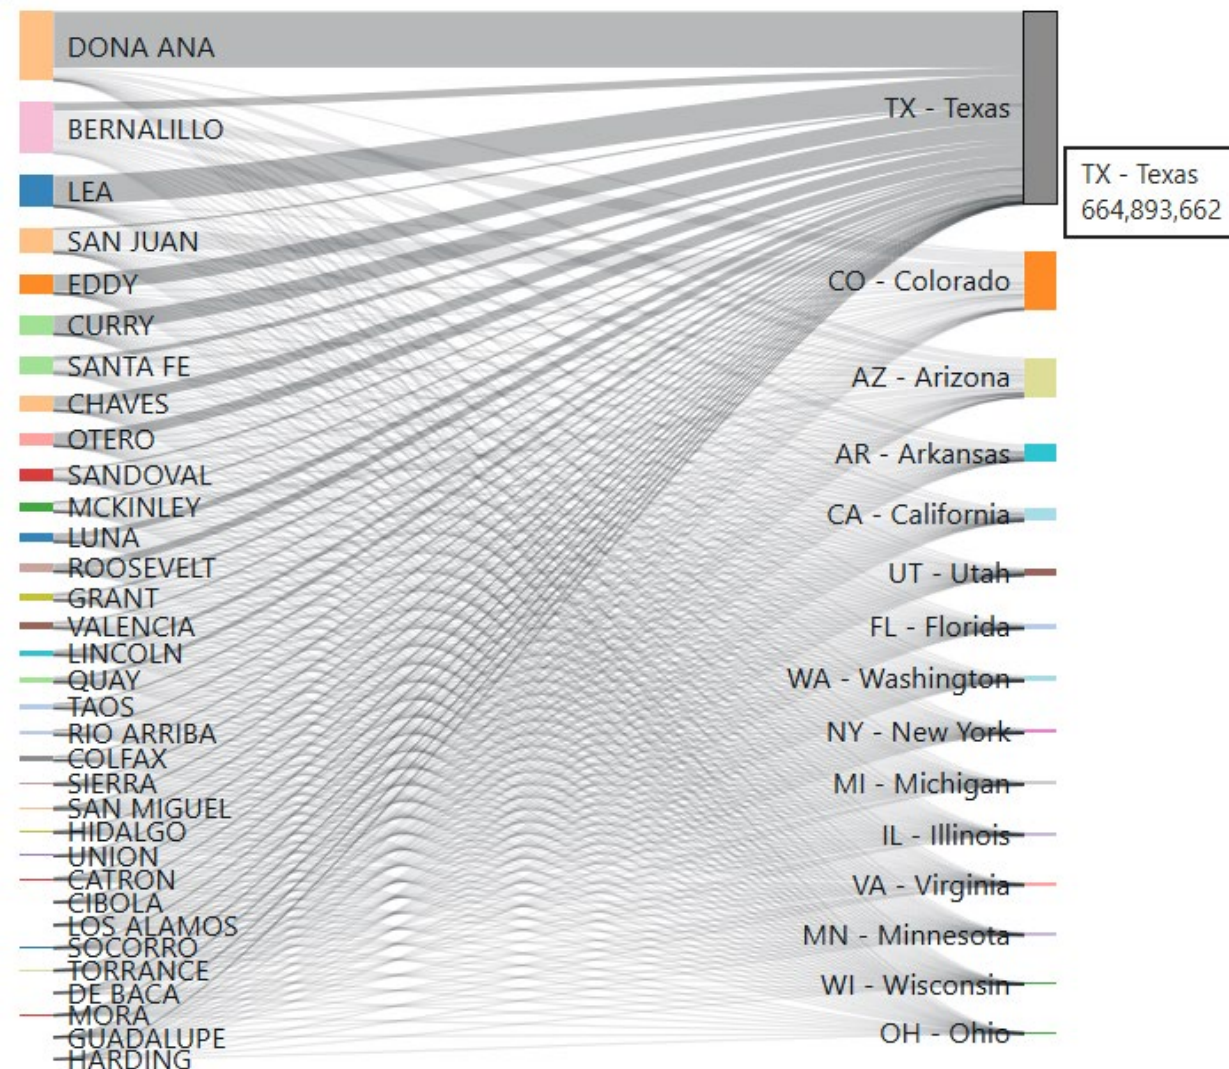 DONA ANA
BERNALILLO
LEA
SAN JUAN
EDDY
CURRY
SANTA FE
CHAVES
OTERO
SANDOVAL
MCKINLEY
LUNA
ROOSEVELT
GRANT
VALENCIA
LINCOLN
QUAY
TAOS
RIO ARRIBA
COLFAX
SIERRA
SAN MIGUEL
HIDALGO
UNION
CATRON
CIBOLA
LOS ALAMOS
SOCORRO
TORRANCE
DE BACA
MORA
GUADALUPE
HARDING
TX - Texas
TX - Texas
664,893,662
CO - Colorado
AZ - Arizona
AR - Arkansas
CA - California
UT - Utah
FL - Florida
WA - Washington
NY - New York
MI - Michigan
IL - Illinois
VA - Virginia
MN - Minnesota
WI - Wisconsin
OH - Ohio